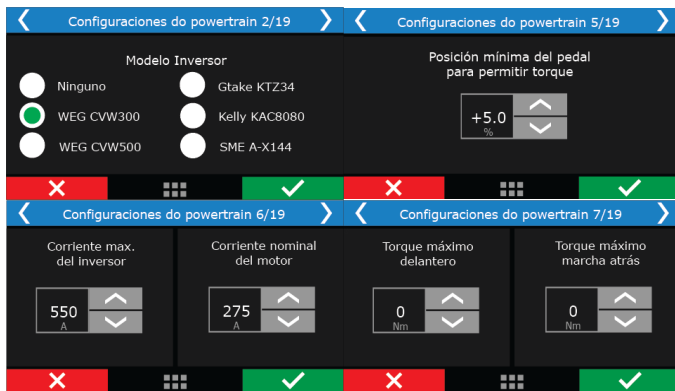 Configuraciones do powertrain 2/19
Modelo Inversor
Ninguno
Gtake KTZ34
WEG CVW300
Kelly KAC8080
WEG CVW500
SME A-X144
Configuraciones do powertrain 5/19
Posición mínima del pedal
para permitir torque
+5.0
%
Configuraciones do powertrain 6/19
Corriente max.
del inversor
550
A
Corriente nominal
del motor
275
A
Configuraciones do powertrain 7/19
Torque máximo
delantero
0
Nm
Torque máximo
marcha atrás
0
Nm